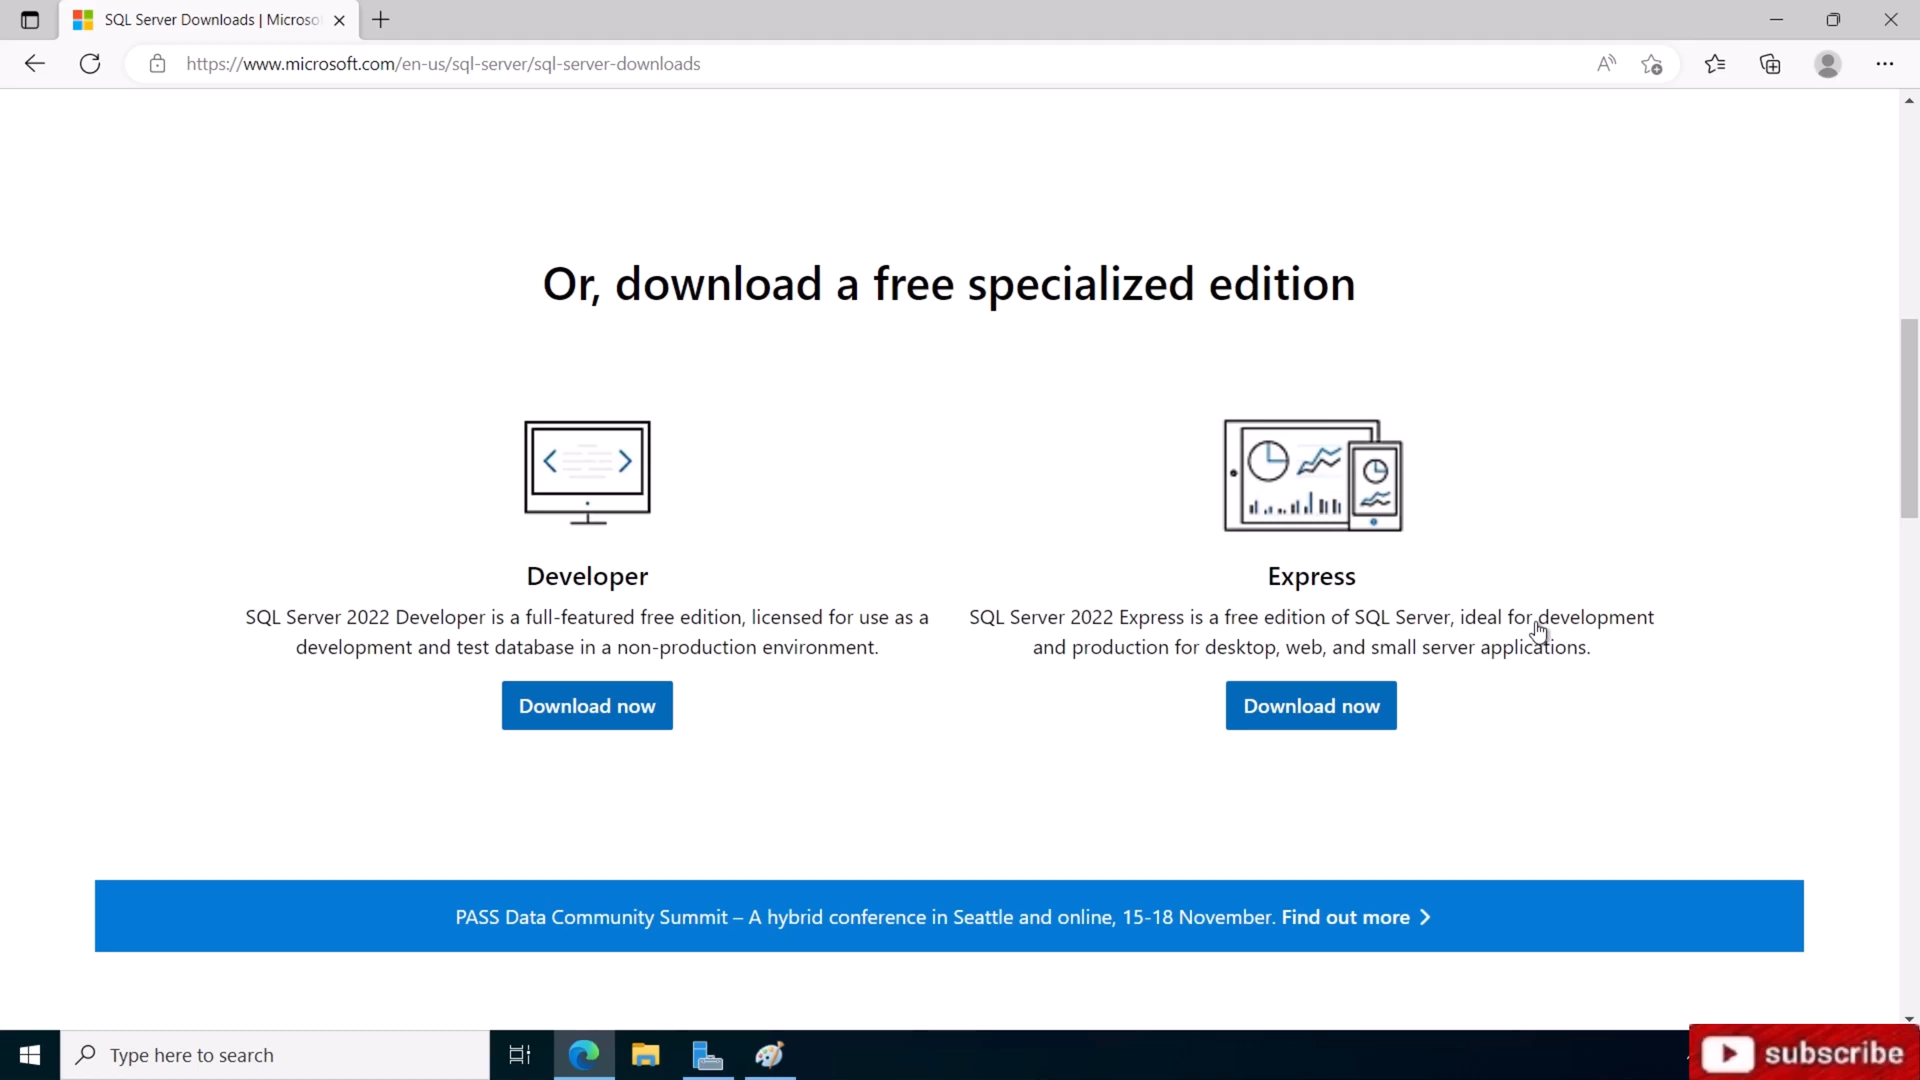 SQL Server Downloads | Microso
https://www.microsoft.com/en-us/sql-server/sql-server-downloads
Or, download a free specialized edition
Developer
SQL Server 2022 Developer is a full-featured free edition, licensed for use as a
development and test database in a non-production environment.
Download now
Express
SQL Server 2022 Express is a free edition of SQL Server, ideal for development
and production for desktop, web, and small server applications.
Download now
PASS Data Community Summit – A hybrid conference in Seattle and online, 15-18 November. Find out more
Type here to search
subscribe